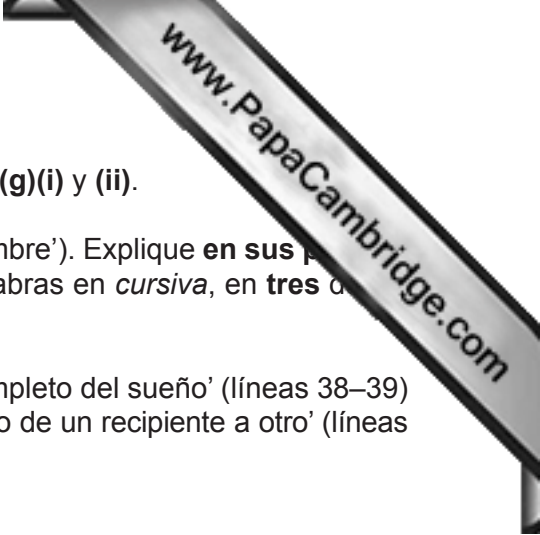 www.PapaCambridge.com
(g)(i) y (ii).
mbre'). Explique en sus
abras en cursiva, en tres
mpleto del sueño' (líneas 38–39)
o de un recipiente a otro' (líneas